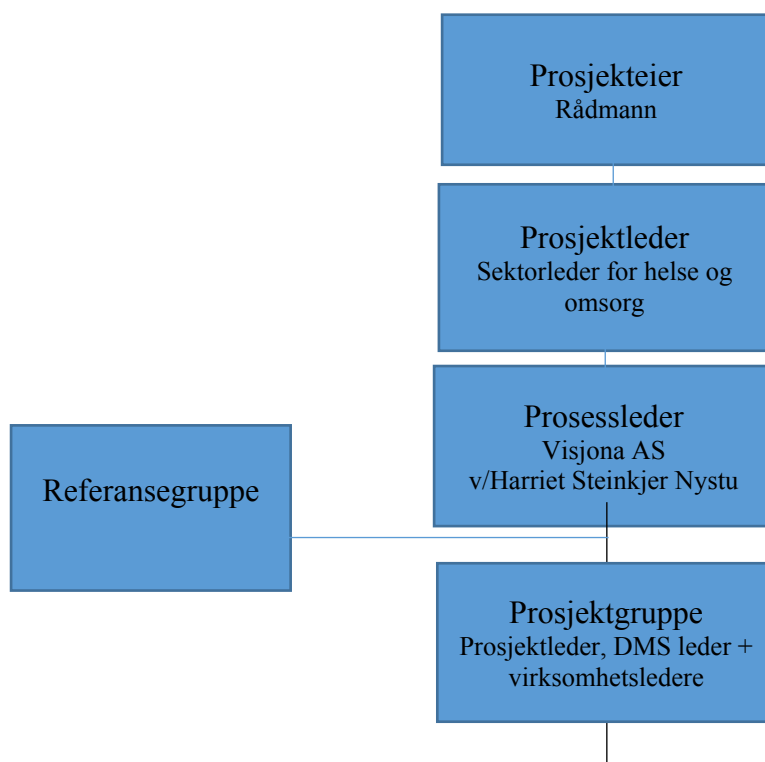 Prosjekteier
Rådmann
Prosjektleder
Sektorleder for helse og
omsorg
Prosessleder
Visjona AS
v/Harriet Steinkjer Nystu
Referansegruppe
Prosjektgruppe
Prosjektleder, DMS leder +
virksomhetsledere